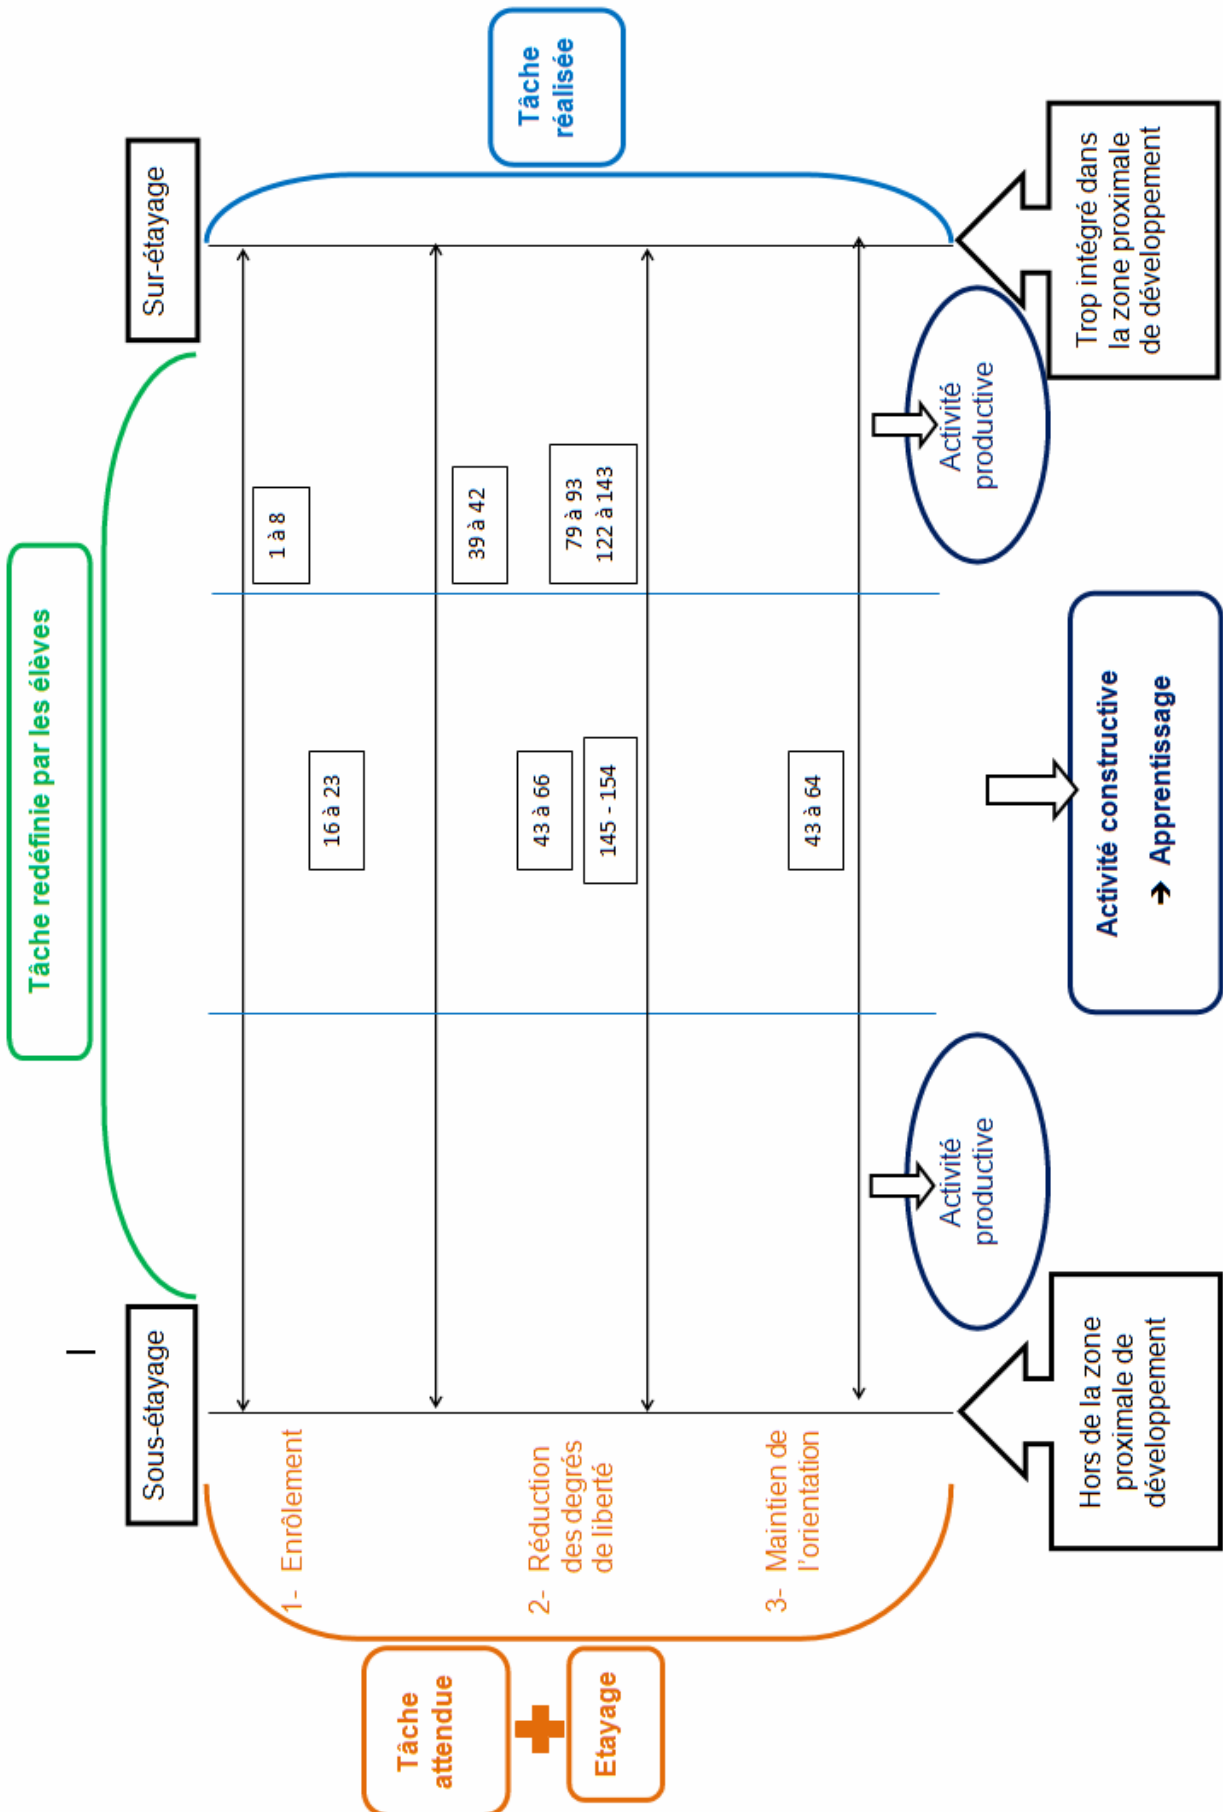 Tâche redéfinie par les élèves
Sous-étayage
Sur-étayage
Tâche
attendue
Etayage
1- Enrôlement
2- Réduction
des degrés
de liberté
3- Maintien de
l'orientation
1 à 8
16 à 23
39 à 42
43 à 66
79 à 93
122 à 143
145 - 154
43 à 64
Tâche
réalisée
Activité
productive
Activité
productive
Hors de la zone
proximale de
développement
Activité constructive
➔ Apprentissage
Trop intégré dans
la zone proximale
de développement